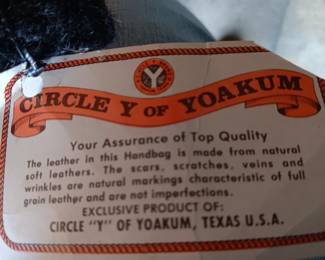 Y
CIRCLE Y OF YOAKUM
Your Assurance of Top Quality
The leather in this Handbag is made from natural
soft leathers. The scars, scratches, veins and
wrinkles are natural markings characteristic of full
grain leather and are not imperfections.
EXCLUSIVE PRODUCT OF:
CIRCLE "Y" OF YOAKUM, TEXAS U.S.A.